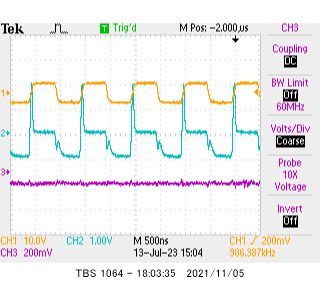 Tek T Trig'd M Pos: -2.000us CH3
Coupling
DC
BW Limit
Off
60MHz
1
Volts/Div
Coarse
2
Probe
10X
Voltage
3
Invert
Off
CH1 10.0V CH2 1.00V M 500ns CH1 / 200mV
CH3 200mV 13-Jul-23 15:04 986.987kHz
TBS 1064 - 18:03:35 2021/11/05